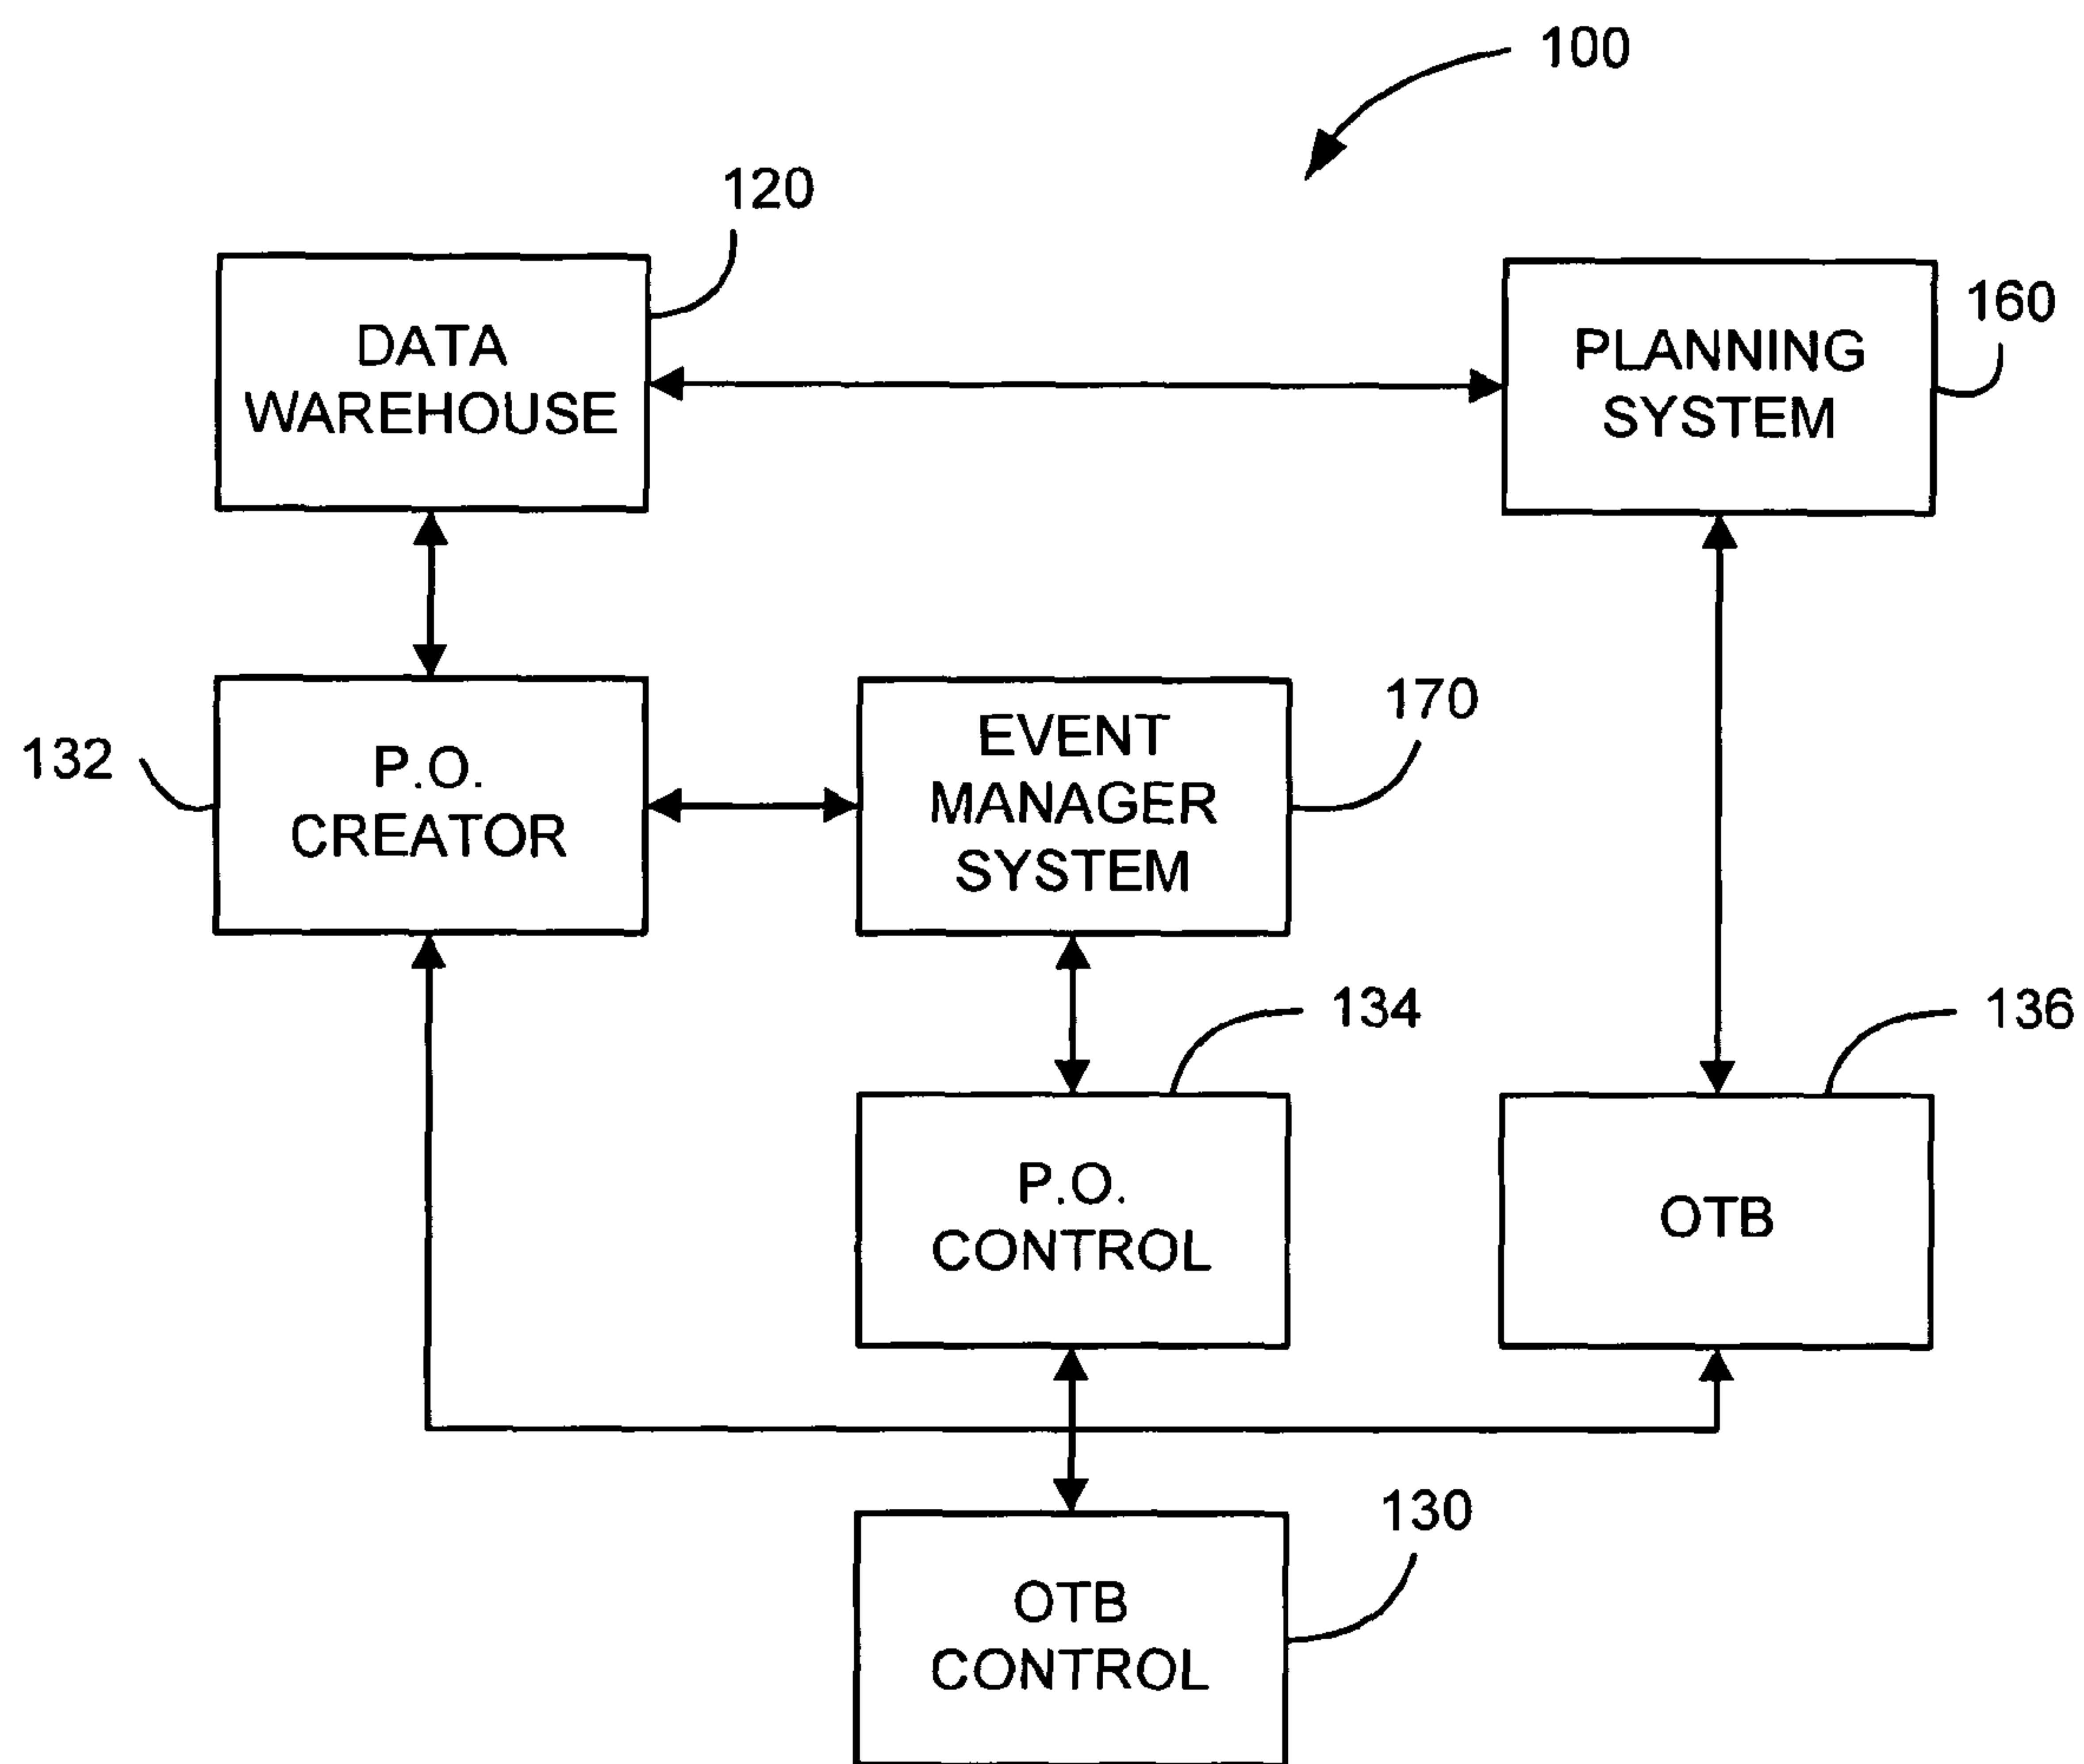 100
120
DATA
WAREHOUSE
160
PLANNING
SYSTEM
132
P.O.
CREATOR
170
EVENT
MANAGER
SYSTEM
134
P.O.
CONTROL
136
OTB
130
OTB
CONTROL